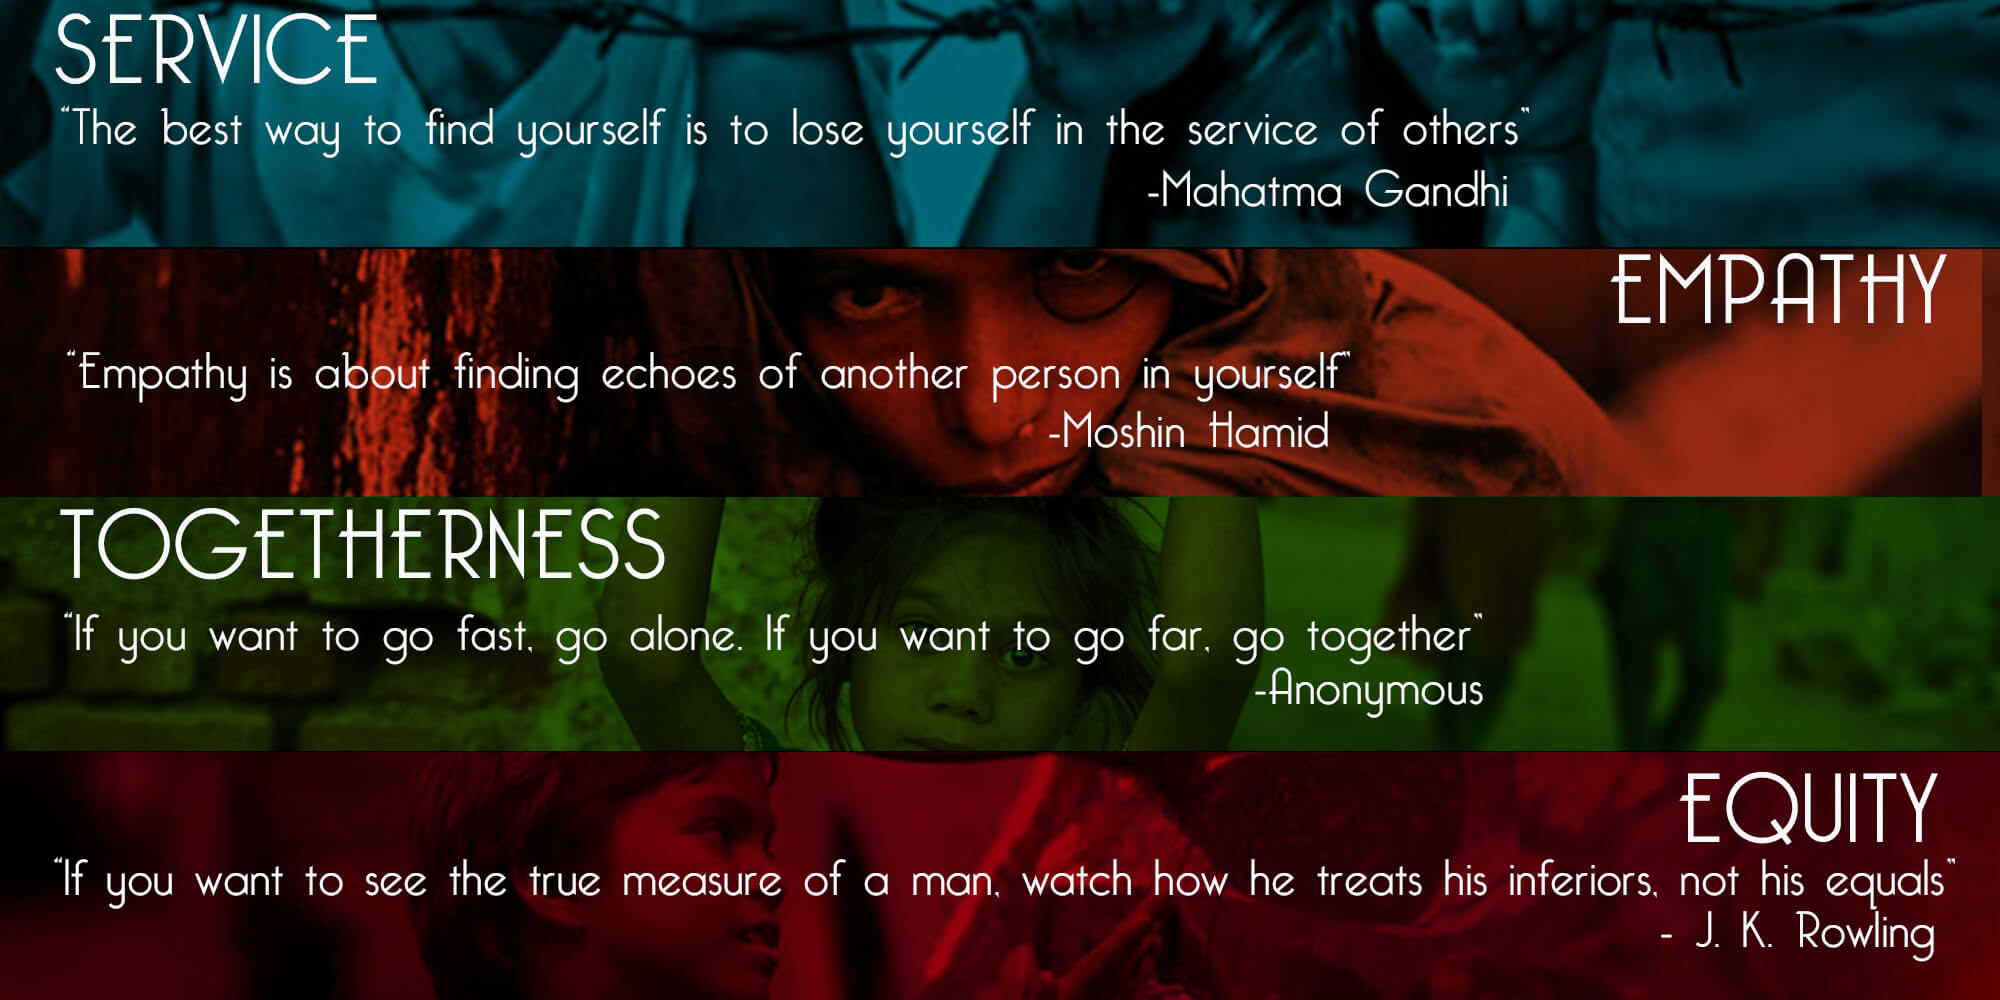 SERVICE
“The best way to find yourself is to lose yourself in the service of others”
-Mahatma Gandhi
EMPATHY
“Empathy is about finding echoes of another person in yourself”
-Moshin Hamid
TOGETHERNESS
“If you want to go fast, go alone. If you want to go far, go together”
-Anonymous
EQUITY
“If you want to see the true measure of a man, watch how he treats his inferiors, not his equals”
- J. K. Rowling